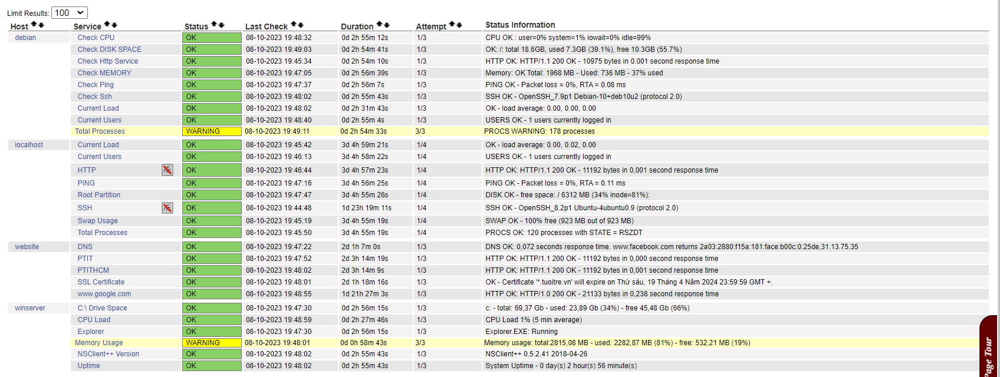 Limit Results: 100
Host Service Status Last Check Duration Attempt Status Information
debian Check CPU OK 08-10-2023 19:48:32 0d 2h 55m 12s 1/3 CPU OK : user=0% system=1% iowait=0% idle=99%
Check DISK SPACE OK 08-10-2023 19:49:03 0d 2h 54m 41s 1/3 OK: /: total 18.6GB, used 7.3GB (39.1%), free 10.3GB (55.7%)
Check Http Service OK 08-10-2023 19:45:34 0d 2h 54m 10s 1/3 HTTP OK: HTTP/1.1 200 OK - 10975 bytes in 0.001 second response time
Check MEMORY OK 08-10-2023 19:47:05 0d 2h 56m 39s 1/3 Memory: OK Total: 1968 MB - Used: 736 MB - 37% used
Check Ping OK 08-10-2023 19:47:37 0d 2h 56m 7s 1/3 PING OK - Packet loss = 0%, RTA = 0.08 ms
Check Ssh OK 08-10-2023 19:48:02 0d 2h 55m 43s 1/3 SSH OK - OpenSSH_7.9p1 Debian-10+deb10u2 (protocol 2.0)
Current Load OK 08-10-2023 19:48:02 0d 2h 31m 43s 1/3 OK - load average: 0.00, 0.00, 0.00
Current Users OK 08-10-2023 19:48:40 0d 2h 55m 4s 1/3 USERS OK - 1 users currently logged in
Total Processes WARNING 08-10-2023 19:49:11 0d 2h 54m 33s 3/3 PROCS WARNING: 178 processes
localhost Current Load OK 08-10-2023 19:45:42 3d 4h 59m 21s 1/4 OK - load average: 0.00, 0.02, 0.00
Current Users OK 08-10-2023 19:46:13 3d 4h 58m 22s 1/4 USERS OK - 1 users currently logged in
HTTP OK 08-10-2023 19:46:44 3d 4h 57m 23s 1/4 HTTP OK: HTTP/1.1 200 OK - 11192 bytes in 0,001 second response time
PING OK 08-10-2023 19:47:16 3d 4h 56m 25s 1/4 PING OK - Packet loss = 0%, RTA = 0.11 ms
Root Partition OK 08-10-2023 19:47:47 3d 4h 55m 26s 1/4 DISK OK - free space: / 6312 MB (34% inode=81%):
SSH OK 08-10-2023 19:44:48 1d 23h 19m 11s 1/4 SSH OK - OpenSSH_8.2p1 Ubuntu-4ubuntu0.9 (protocol 2.0)
Swap Usage OK 08-10-2023 19:45:19 3d 4h 55m 19s 1/4 SWAP OK - 100% free (923 MB out of 923 MB)
Total Processes OK 08-10-2023 19:45:50 3d 4h 55m 19s 1/4 PROCS OK: 120 processes with STATE = RSZDT
website DNS OK 08-10-2023 19:47:22 2d 1h 7m 0s 1/3 DNS OK: 0,072 seconds response time. www.facebook.com returns 2a03:2880:f15a:181:face:b00c:0:25de,31.13.75.35
PTIT OK 08-10-2023 19:47:52 2d 3h 14m 19s 1/3 HTTP OK: HTTP/1.1 200 OK - 11192 bytes in 0,000 second response time
PTITHCM OK 08-10-2023 19:48:02 2d 3h 14m 9s 1/3 HTTP OK: HTTP/1.1 200 OK - 11192 bytes in 0,001 second response time
SSL Certificate OK 08-10-2023 19:48:01 2d 1h 18m 16s 1/3 OK - Certificate '*.tuoitre.vn' will expire on Thứ sáu, 19 Tháng 4 Năm 2024 23:59:59 GMT +.
www.google.com OK 08-10-2023 19:48:55 1d 21h 27m 3s 1/3 HTTP OK: HTTP/1.0 200 OK - 21133 bytes in 0,238 second response time
winserver C:\ Drive Space OK 08-10-2023 19:47:30 0d 2h 56m 15s 1/3 c: - total: 69,37 Gb - used: 23,89 Gb (34%) - free 45,48 Gb (66%)
CPU Load OK 08-10-2023 19:48:59 0d 2h 27m 46s 1/3 CPU Load 1% (5 min average)
Explorer OK 08-10-2023 19:47:30 0d 2h 56m 15s 1/3 Explorer.EXE: Running
Memory Usage WARNING 08-10-2023 19:48:01 0d 0h 58m 43s 3/3 Memory usage: total:2815,08 MB - used: 2282,87 MB (81%) - free: 532,21 MB (19%)
NSClient++ Version OK 08-10-2023 19:48:02 0d 2h 55m 43s 1/3 NSClient++ 0.5.2.41 2018-04-26
Uptime OK 08-10-2023 19:48:02 0d 2h 55m 43s 1/3 System Uptime - 0 day(s) 2 hour(s) 56 minute(s)
Page Tour